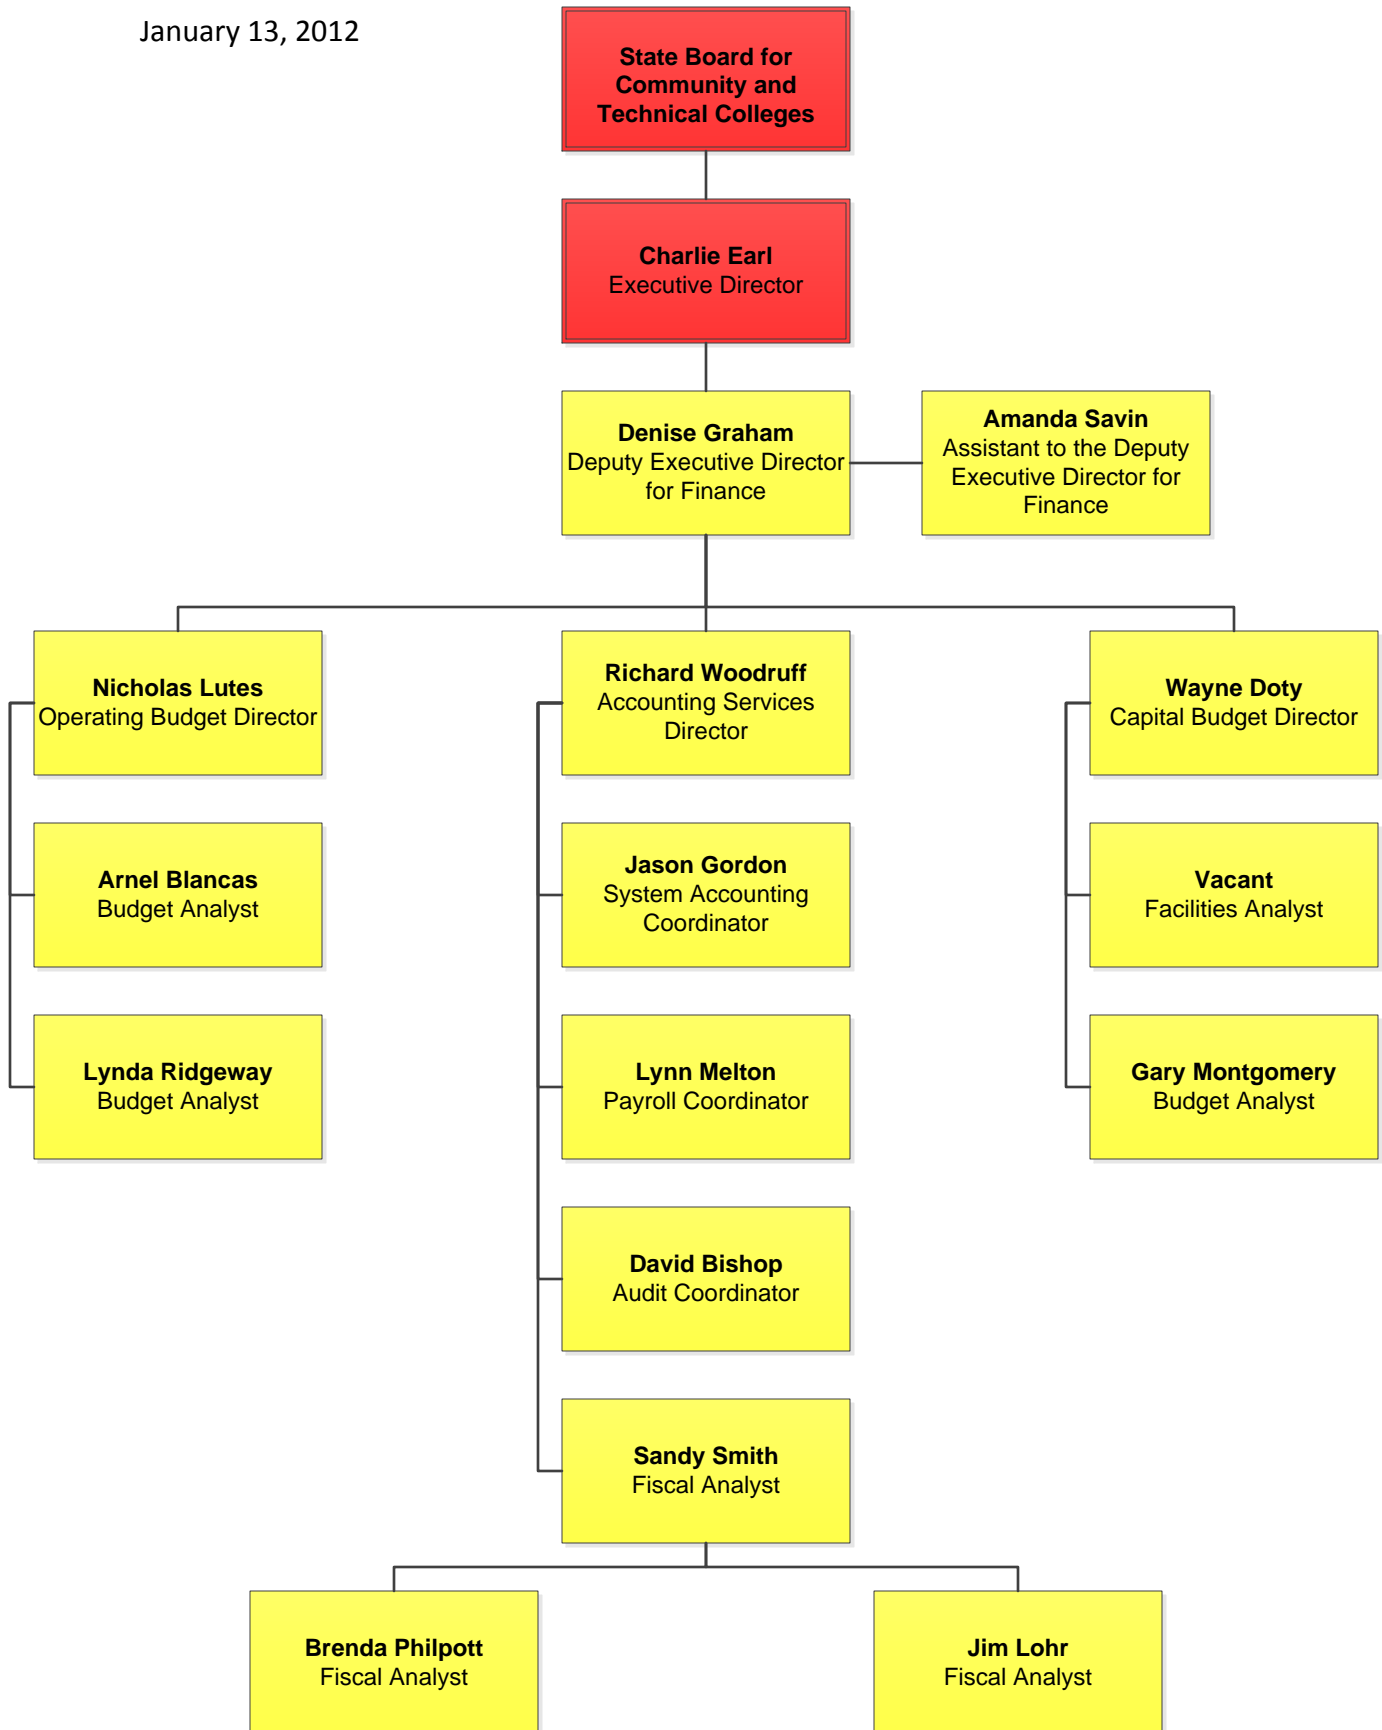 January 13, 2012
State Board for
Community and
Technical Colleges
Charlie Earl
Executive Director
Denise Graham
Deputy Executive Director
for Finance
Amanda Savin
Assistant to the Deputy
Executive Director for
Finance
Nicholas Lutes
Operating Budget Director
Richard Woodruff
Accounting Services
Director
Wayne Doty
Capital Budget Director
Arnel Blancas
Budget Analyst
Jason Gordon
System Accounting
Coordinator
Vacant
Facilities Analyst
Lynda Ridgeway
Budget Analyst
Lynn Melton
Payroll Coordinator
Gary Montgomery
Budget Analyst
David Bishop
Audit Coordinator
Sandy Smith
Fiscal Analyst
Brenda Philpott
Fiscal Analyst
Jim Lohr
Fiscal Analyst